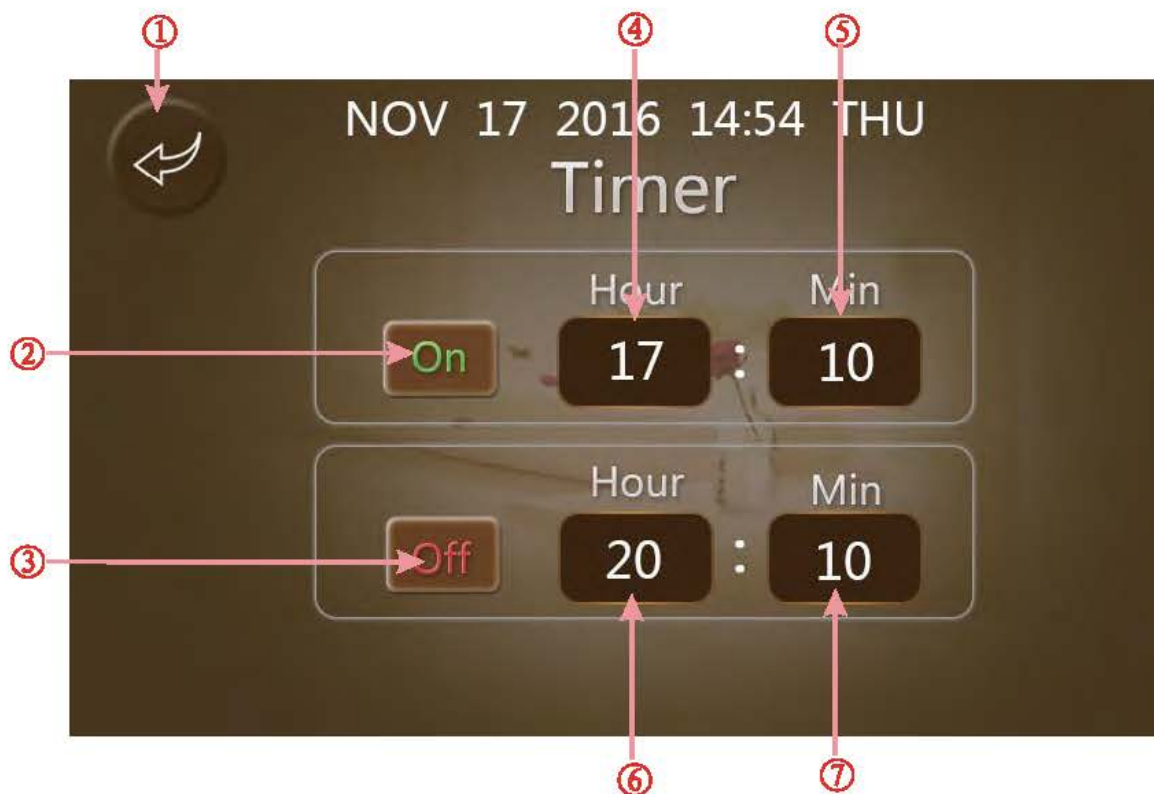 ① ④ ⑤
NOV 17 2016 14:54 THU
Timer
Hour Min
② On 17 : 10
Hour Min
③ Off 20 : 10
⑥ ⑦